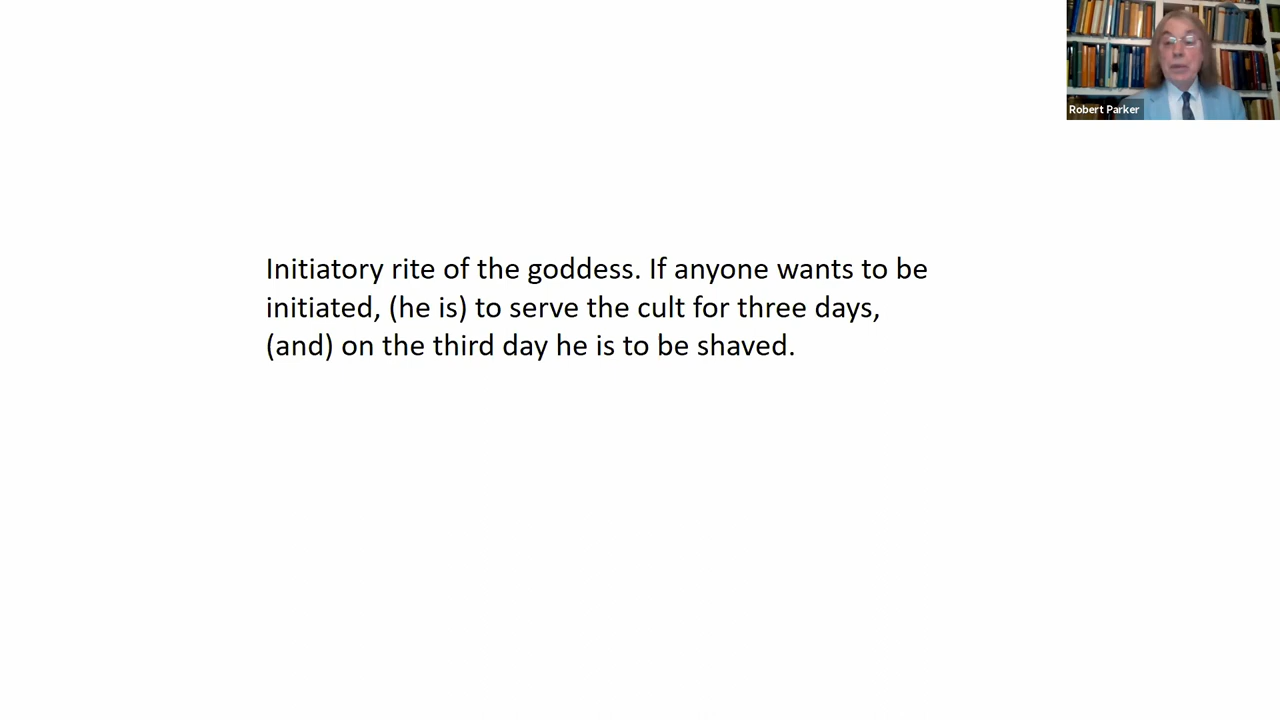 Robert Parker
Initiatory rite of the goddess. If anyone wants to be
initiated, (he is) to serve the cult for three days,
(and) on the third day he is to be shaved.